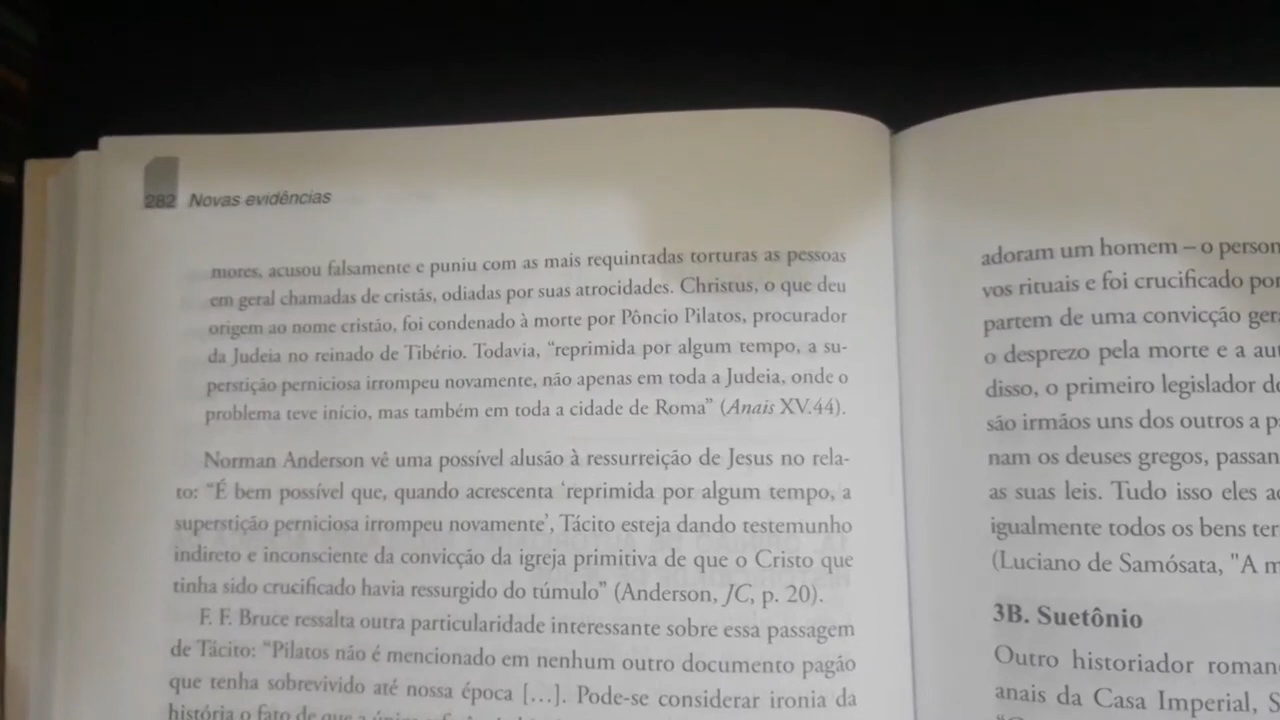 282 Novas evidências
mores, acusou falsamente e puniu com as mais requintadas torturas as pessoas
em geral chamadas de cristãs, odiadas por suas atrocidades. Christus, o que deu
origem ao nome cristão, foi condenado à morte por Pôncio Pilatos, procurador
da Judeia no reinado de Tibério. Todavia, “reprimida por algum tempo, a su-
perstição perniciosa irrompeu novamente, não apenas em toda a Judeia, onde o
problema teve início, mas também em toda a cidade de Roma” (Anais XV.44).
Norman Anderson vê uma possível alusão à ressurreição de Jesus no rela-
to: “É bem possível que, quando acrescenta ‘reprimida por algum tempo, a
superstição perniciosa irrompeu novamente’, Tácito esteja dando testemunho
indireto e inconsciente da convicção da igreja primitiva de que o Cristo que
tinha sido crucificado havia ressurgido do túmulo” (Anderson, JC, p. 20).
F. F. Bruce ressalta outra particularidade interessante sobre essa passagem
de Tácito: “Pilatos não é mencionado em nenhum outro documento pagão
que tenha sobrevivido até nossa época [...]. Pode-se considerar ironia da
história o fato de que a
adoram um homem – o person
vos rituais e foi crucificado por
partem de uma convicção ger
o desprezo pela morte e a au
disso, o primeiro legislador d
são irmãos uns dos outros a p
nam os deuses gregos, passan
as suas leis. Tudo isso eles a
igualmente todos os bens ter
(Luciano de Samósata, "A m
3B. Suetônio
Outro historiador roman
anais da Casa Imperial, S